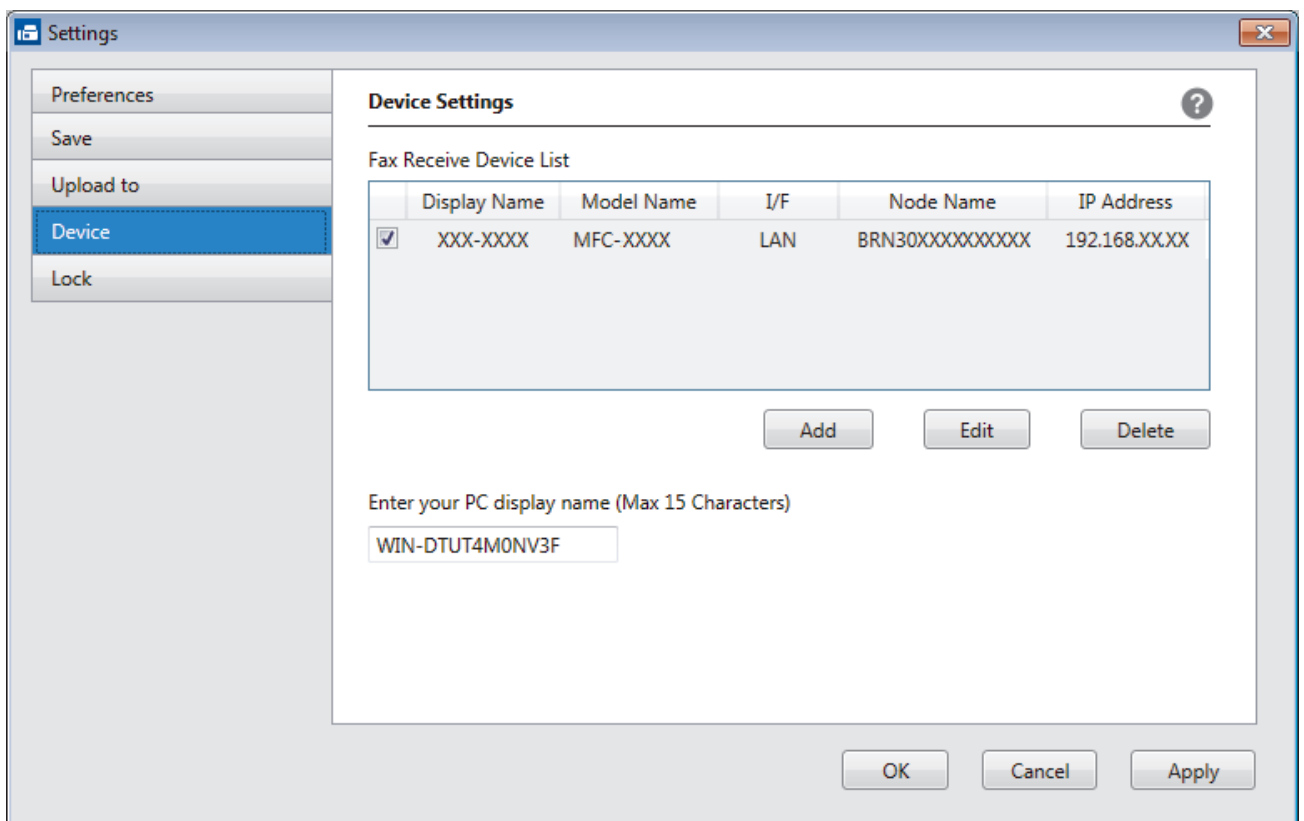 Settings
Preferences
Save
Upload to
Device
Lock
Device Settings
?
Fax Receive Device List
Display Name Model Name I/F Node Name IP Address
XXX-XXXX MFC-XXXX LAN BRN30XXXXXXXXXX 192.168.XX.XX
Add Edit Delete
Enter your PC display name (Max 15 Characters)
WIN-DTUT4M0NV3F
OK Cancel Apply